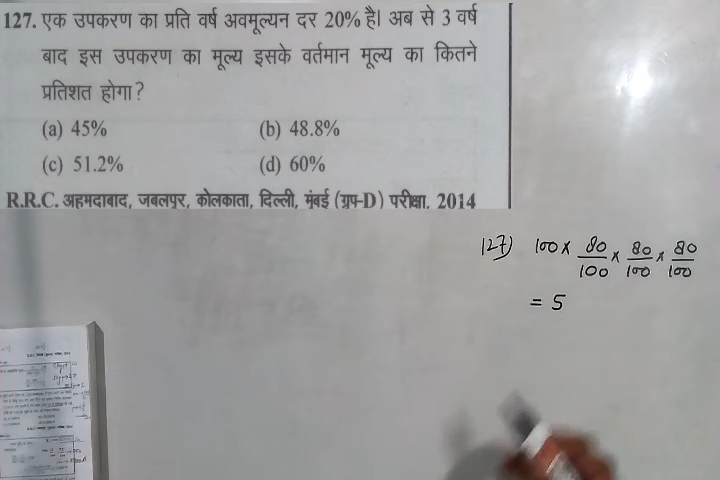 127. एक उपकरण का प्रति वर्ष अवमूल्यन दर 20% है। अब से 3 वर्ष
बाद इस उपकरण का मूल्य इसके वर्तमान मूल्य का कितने
प्रतिशत होगा?
(a) 45% (b) 48.8%
(c) 51.2% (d) 60%
R.R.C. अहमदाबाद, जबलपुर, कोलकाता, दिल्ली, मुंबई (ग्रुप-D) परीक्षा, 2014
127) 100 × 80/100 × 80/100 × 80/100
= 5